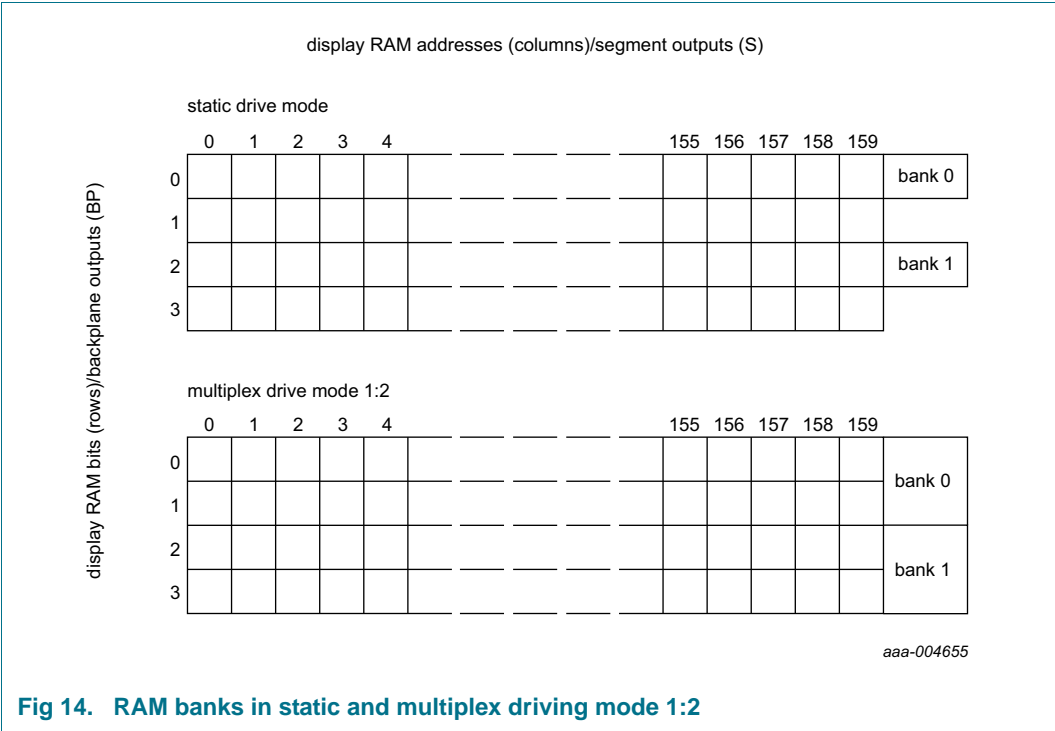 display RAM addresses (columns)/segment outputs (S)
display RAM bits (rows)/backplane outputs (BP)
static drive mode
0 1 2 3 4 155 156 157 158 159
0 bank 0
1
2 bank 1
3
multiplex drive mode 1:2
0 1 2 3 4 155 156 157 158 159
0
bank 0
1
2
bank 1
3
aaa-004655
Fig 14. RAM banks in static and multiplex driving mode 1:2